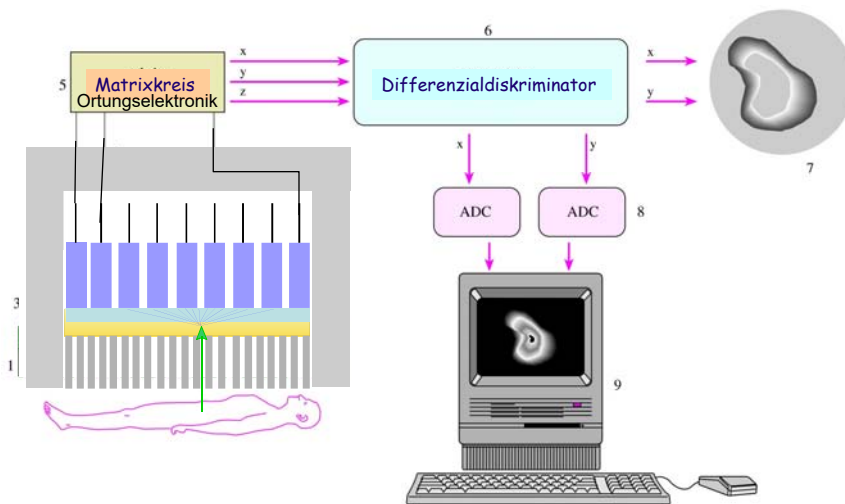 6
x
y
z
5
Matrixkreis
Ortungselektronik
Differenzialdiskriminator
x
y
7
x
y
ADC
ADC
8
3
1
9